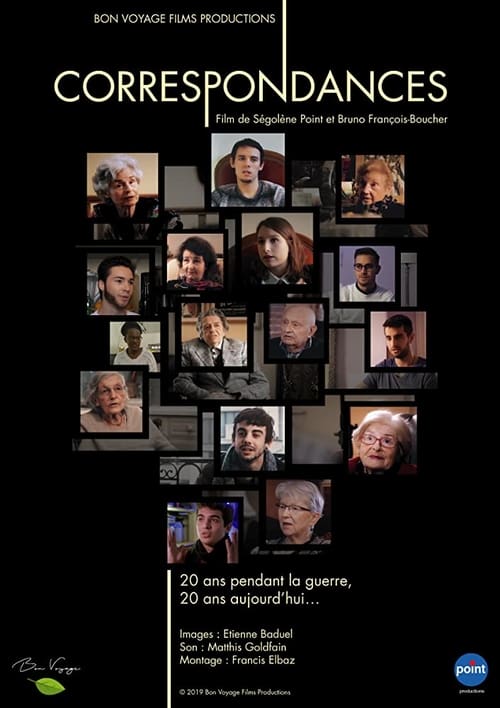 BON VOYAGE FILMS PRODUCTIONS
CORRESPONDANCES
Film de Ségolène Point et Bruno François-Boucher
20 ans pendant la guerre,
20 ans aujourd'hui...
Images : Etienne Baduel
Son : Matthis Goldfain
Montage : Francis Elbaz
Bon Voyage
point
productions
© 2019 Bon Voyage Films Productions